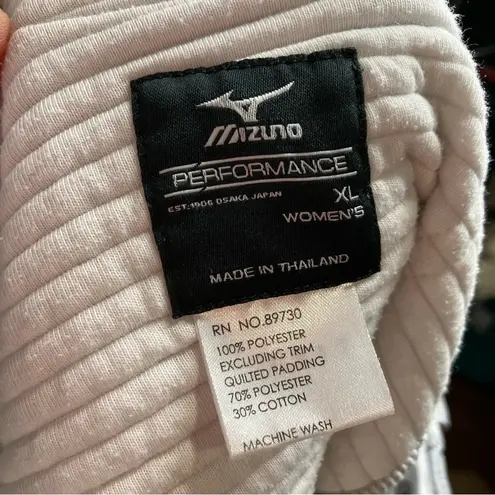 MIZUNO
PERFORMANCE
EST.1906 OSAKA JAPAN
XL
WOMEN'S
MADE IN THAILAND
RN NO.89730
100% POLYESTER
EXCLUDING TRIM
QUILTED PADDING
70% POLYESTER
30% COTTON
MACHINE WASH